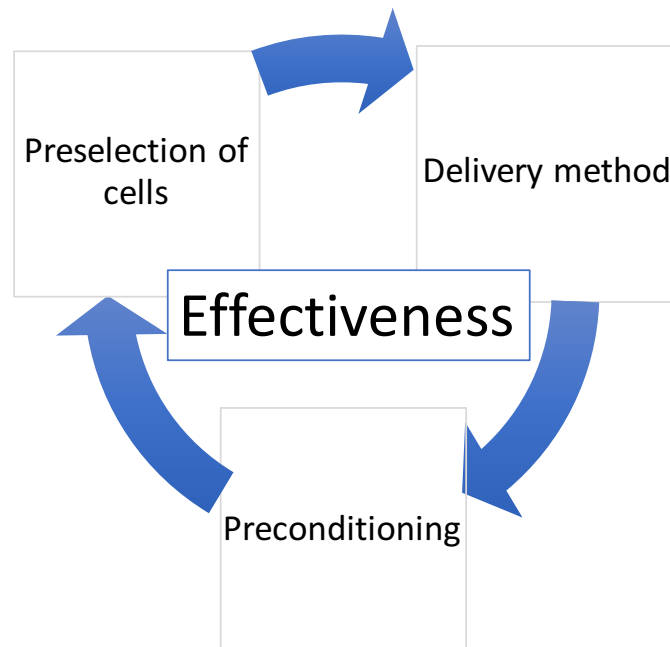 Preselection of
cells
Delivery method
Effectiveness
Preconditioning